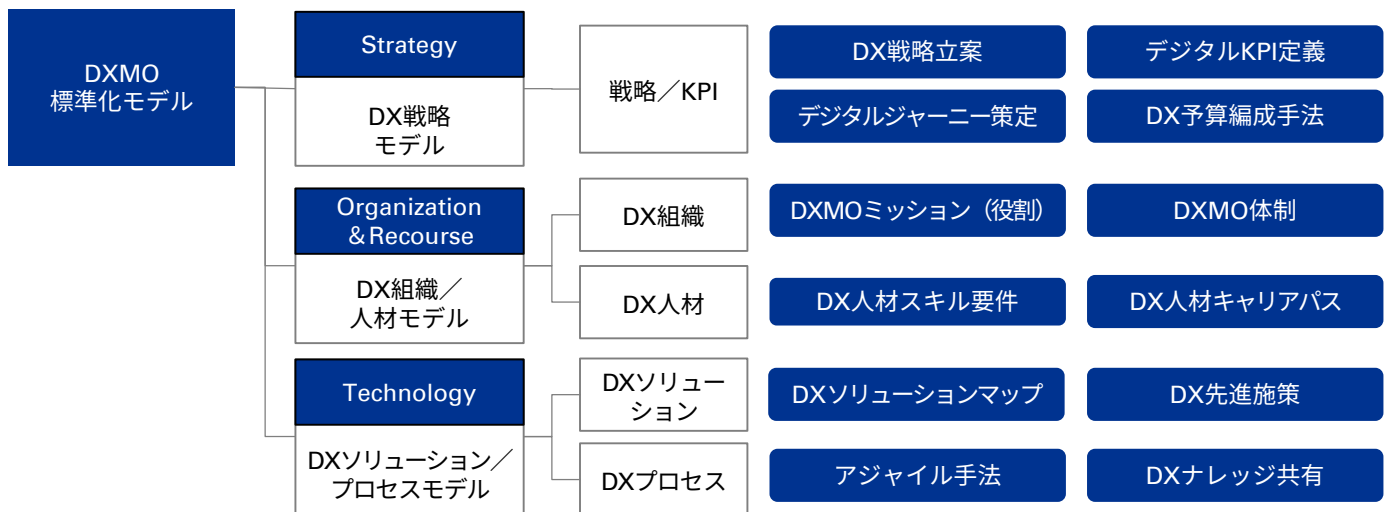 DXMO
標準化モデル
Strategy
DX戦略
モデル
戦略／KPI
DX戦略立案
デジタルKPI定義
デジタルジャーニー策定
DX予算編成手法
Organization
&Recourse
DX組織／
人材モデル
DX組織
DXMOミッション（役割）
DXMO体制
DX人材
DX人材スキル要件
DX人材キャリアパス
Technology
DXソリューション／
プロセスモデル
DXソリュー
ション
DXソリューションマップ
DX先進施策
DXプロセス
アジャイル手法
DXナレッジ共有